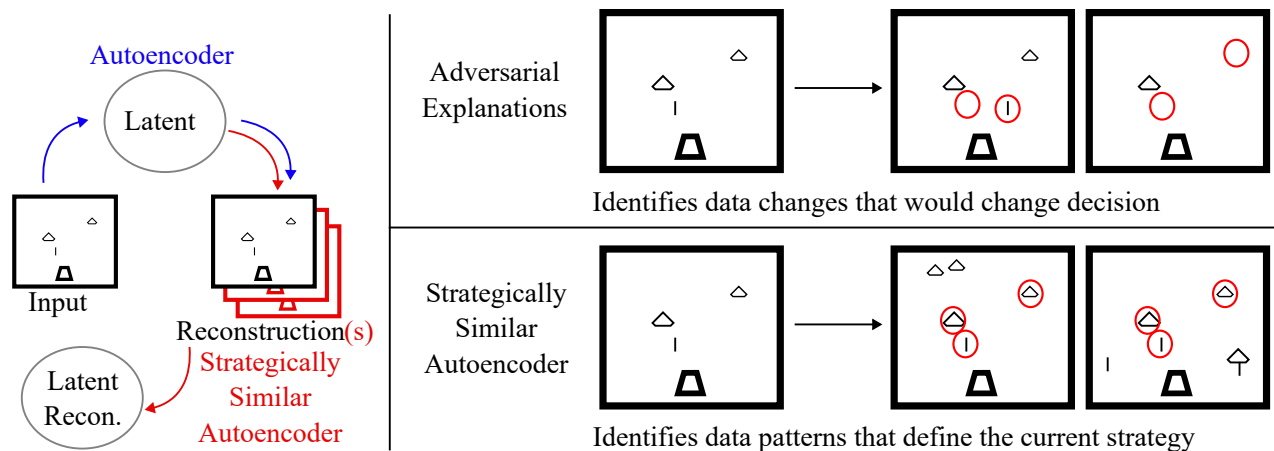 Autoencoder
Latent
Input
Reconstruction(s)
Strategically
Similar
Autoencoder
Latent
Recon.
Adversarial
Explanations
Identifies data changes that would change decision
Strategically
Similar
Autoencoder
Identifies data patterns that define the current strategy